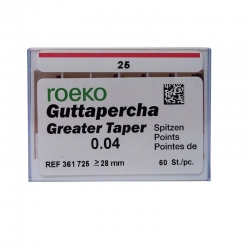 25
roeko
Guttapercha
Greater Taper
0.04
Spitzen
Points
Pointes de
REF 361 725 ≥ 28 mm 60 St./pc.